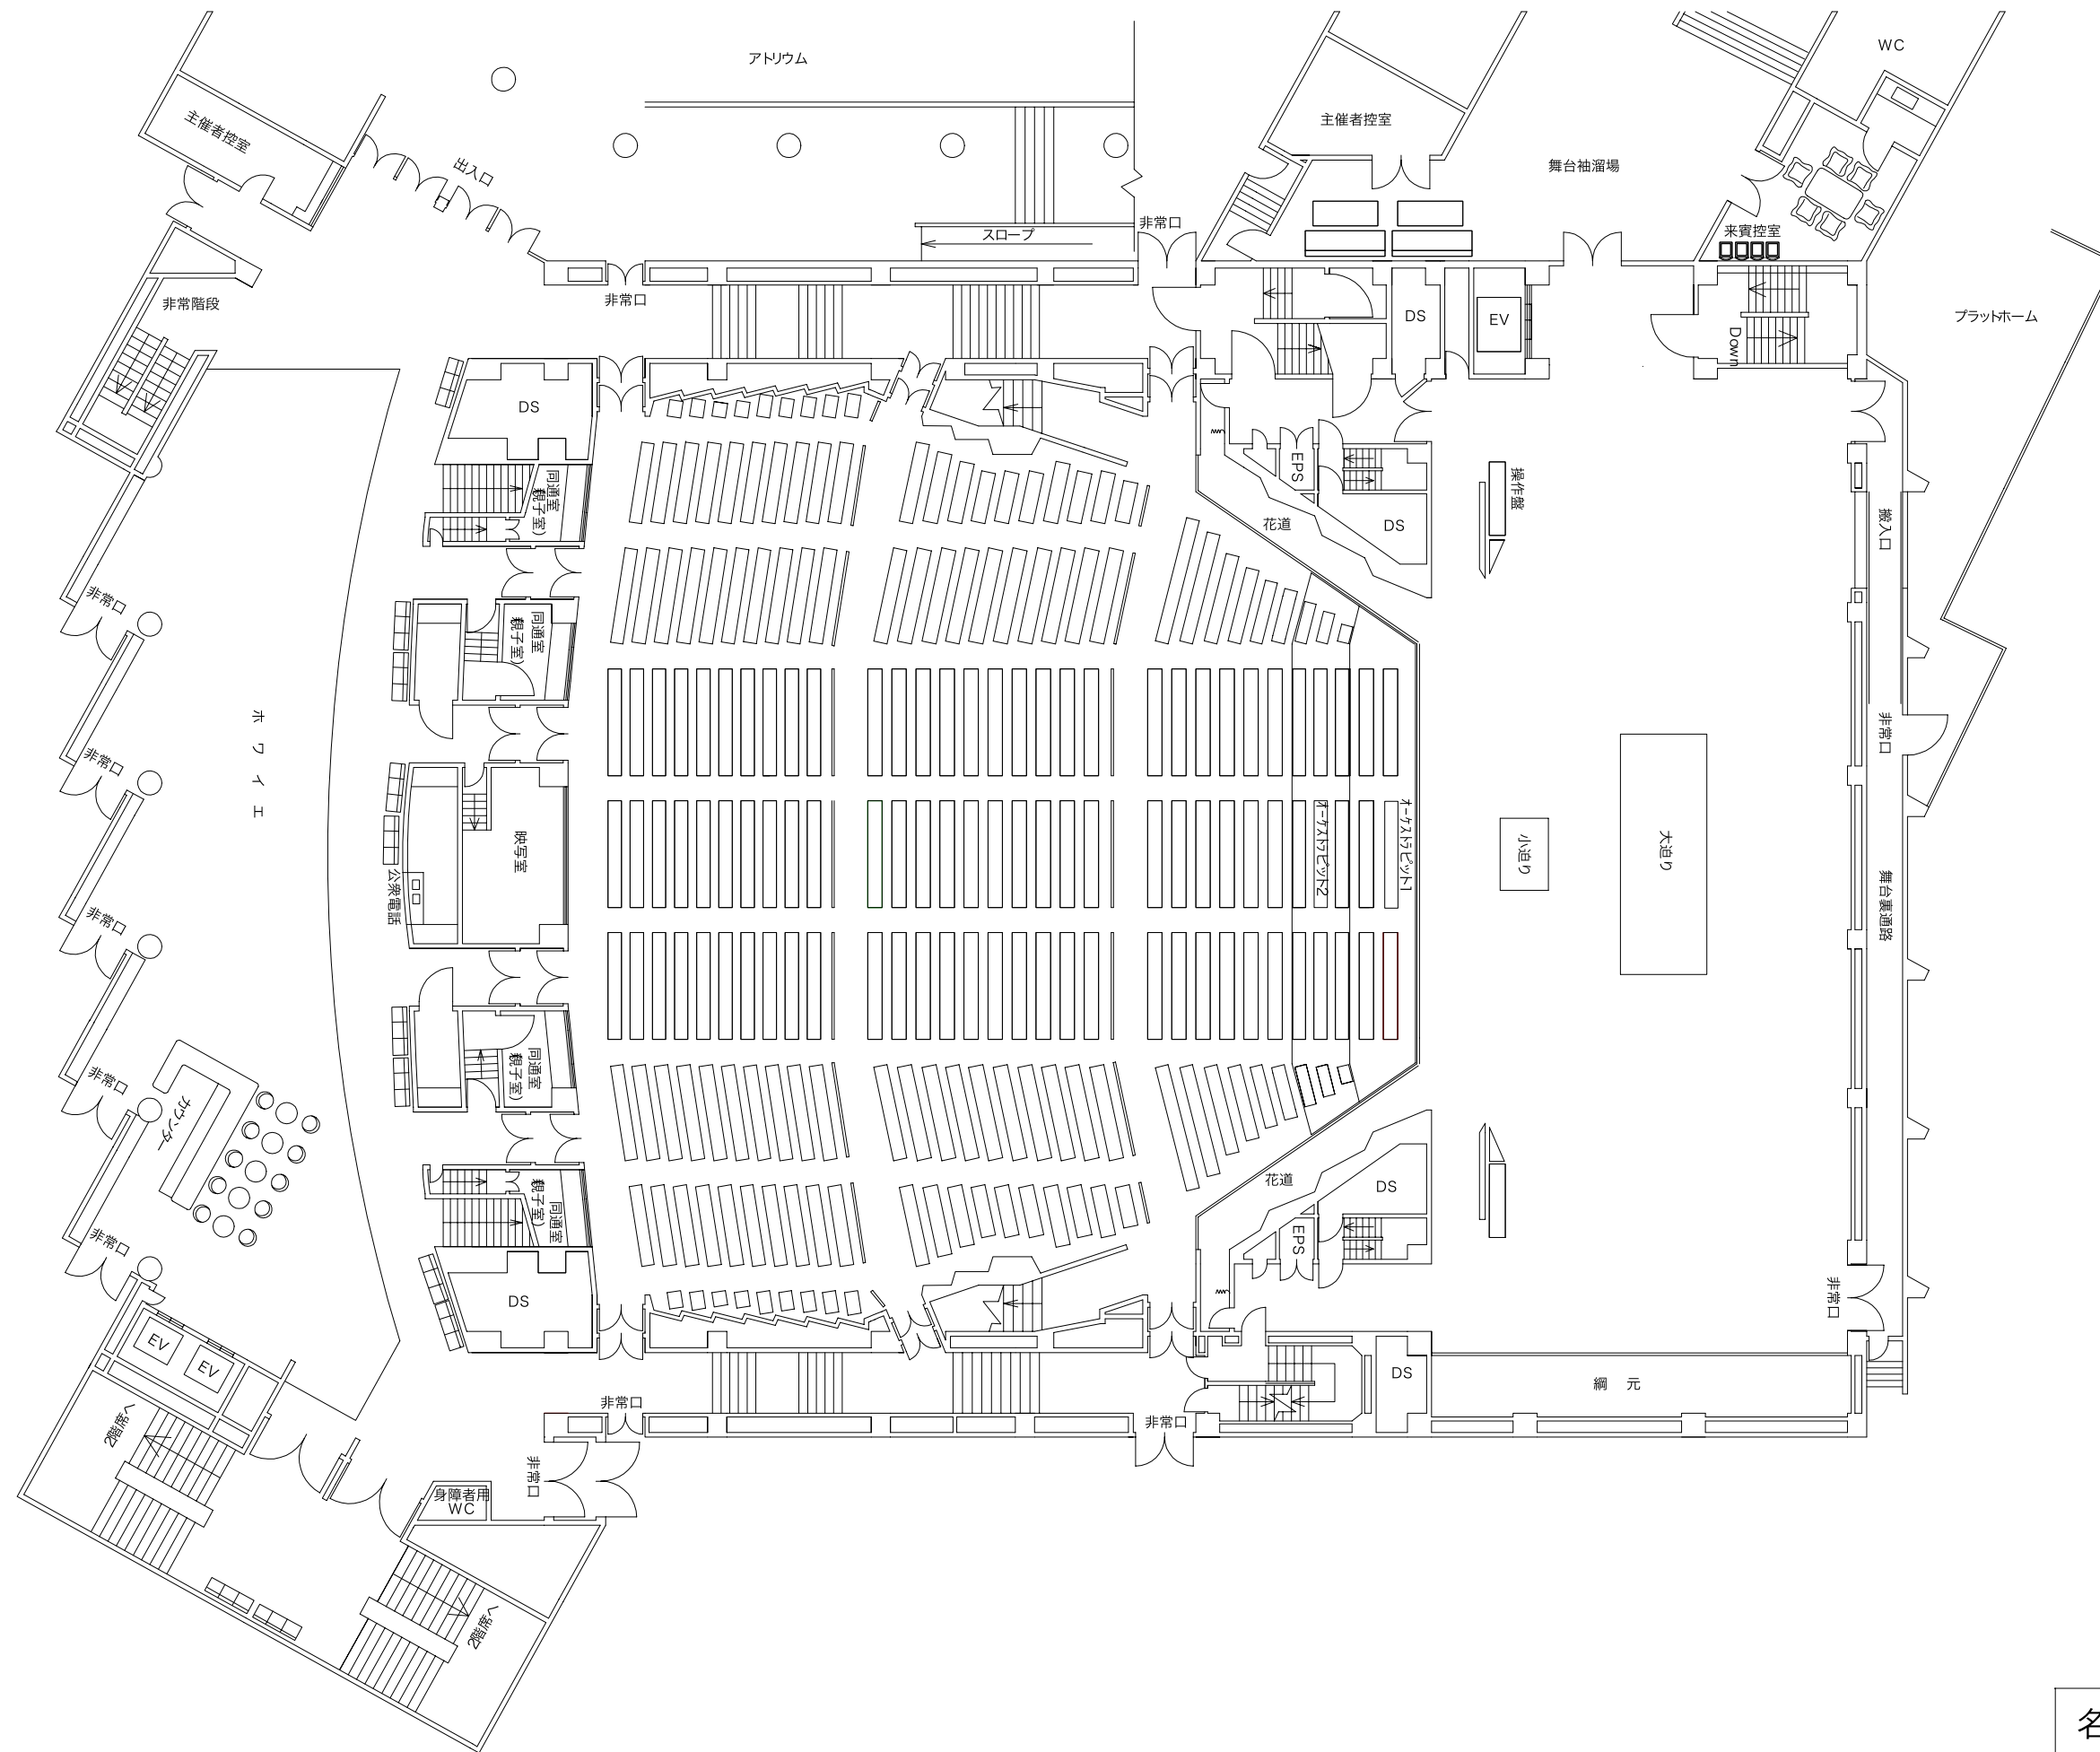 アトリウム
WC
主催者控室
主催者控室
出入口
舞台袖溜場
非常口
スロープ
来賓控室
非常口
非常階段
DS
EV
Down
プラットホーム
DS
同通室
(親子室)
EPS
操作盤
花道
DS
搬入口
非常口
同通室
(親子室)
ホワイエ
非常口
非常口
映写室
公衆電話
オーケストラピット2
オーケストラピット1
小迫り
大迫り
舞台裏通路
非常口
非常口
同通室
(親子室)
カウンター
同通室
(親子室)
花道
DS
EPS
非常口
DS
非常口
EV
EV
DS
綱 元
非常口
非常口
2階席へ
非常口
身障者用
WC
2階席へ
名